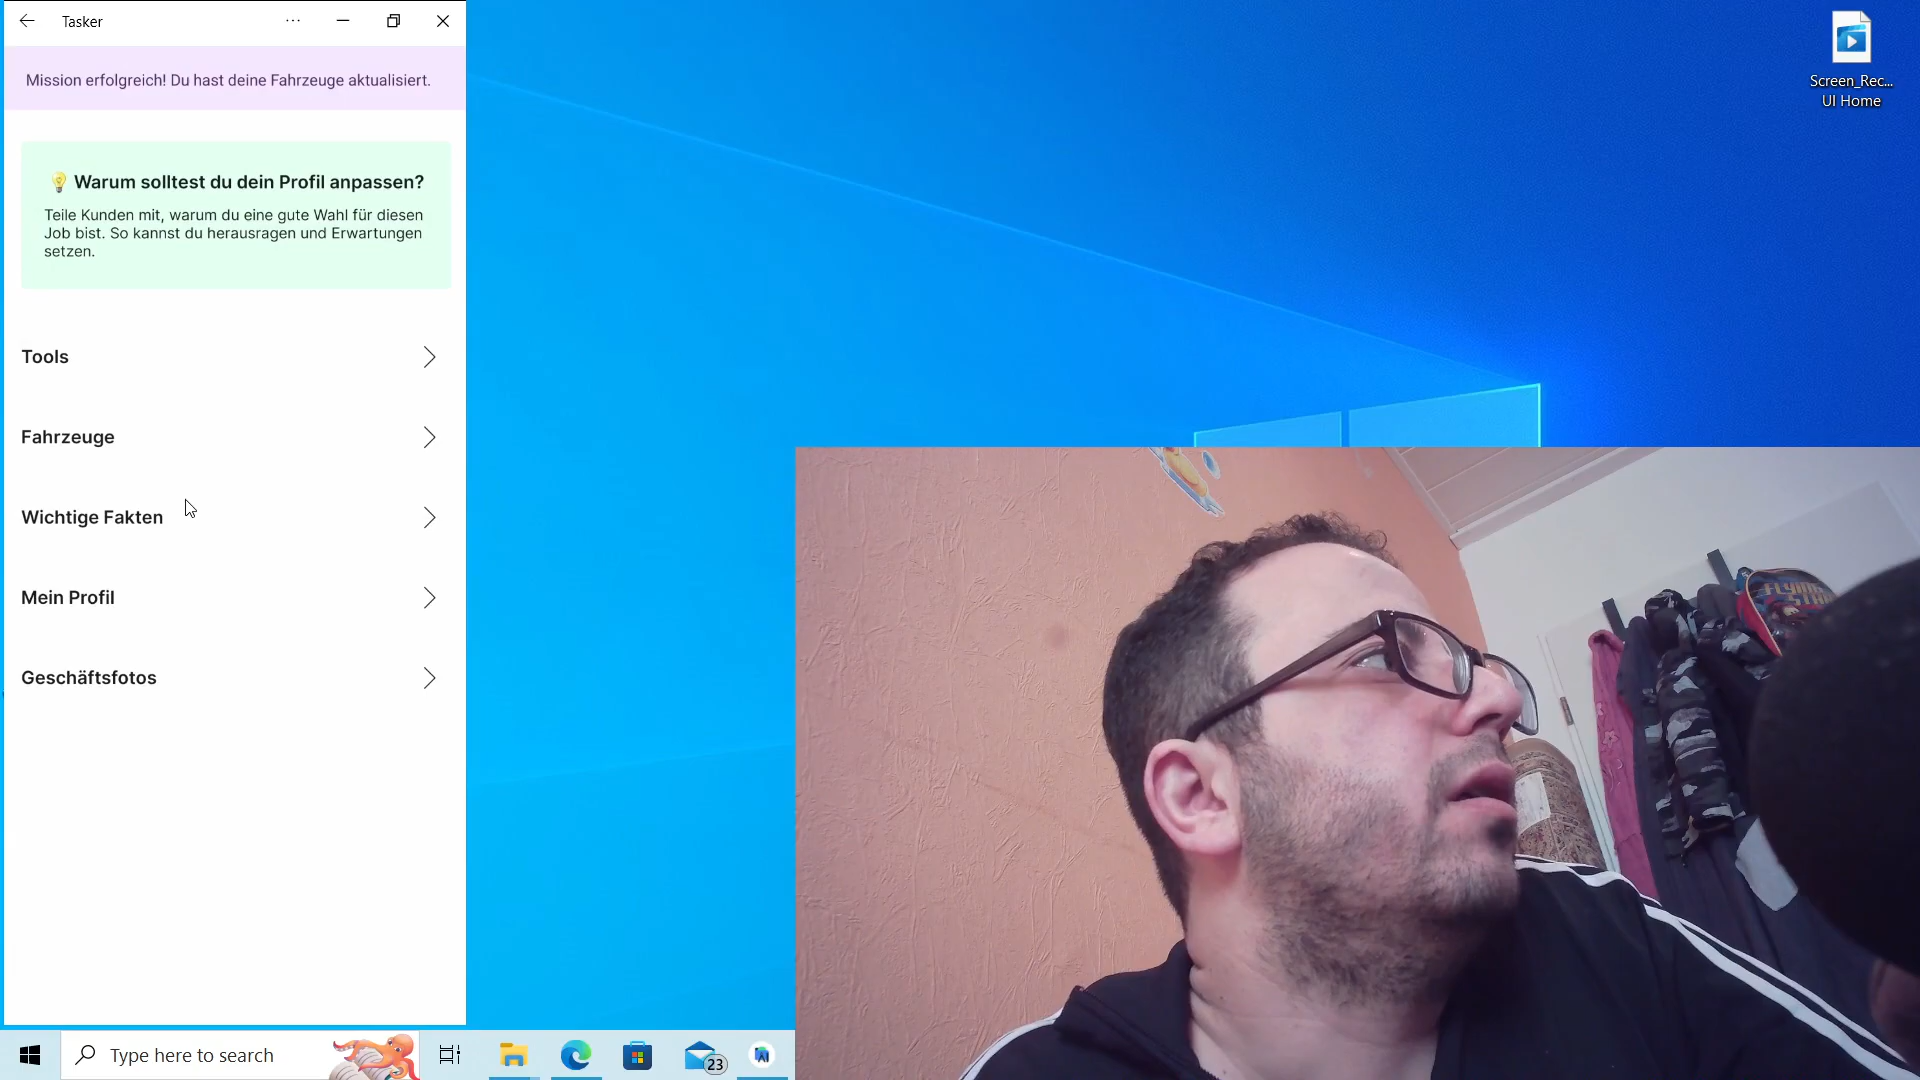 Tasker
Mission erfolgreich! Du hast deine Fahrzeuge aktualisiert.
💡 Warum solltest du dein Profil anpassen?
Teile Kunden mit, warum du eine gute Wahl für diesen
Job bist. So kannst du herausragen und Erwartungen
setzen.
Tools
Fahrzeuge
Wichtige Fakten
Mein Profil
Geschäftsfotos
Screen_Rec...
UI Home
FLYING
STAR
Type here to search
23